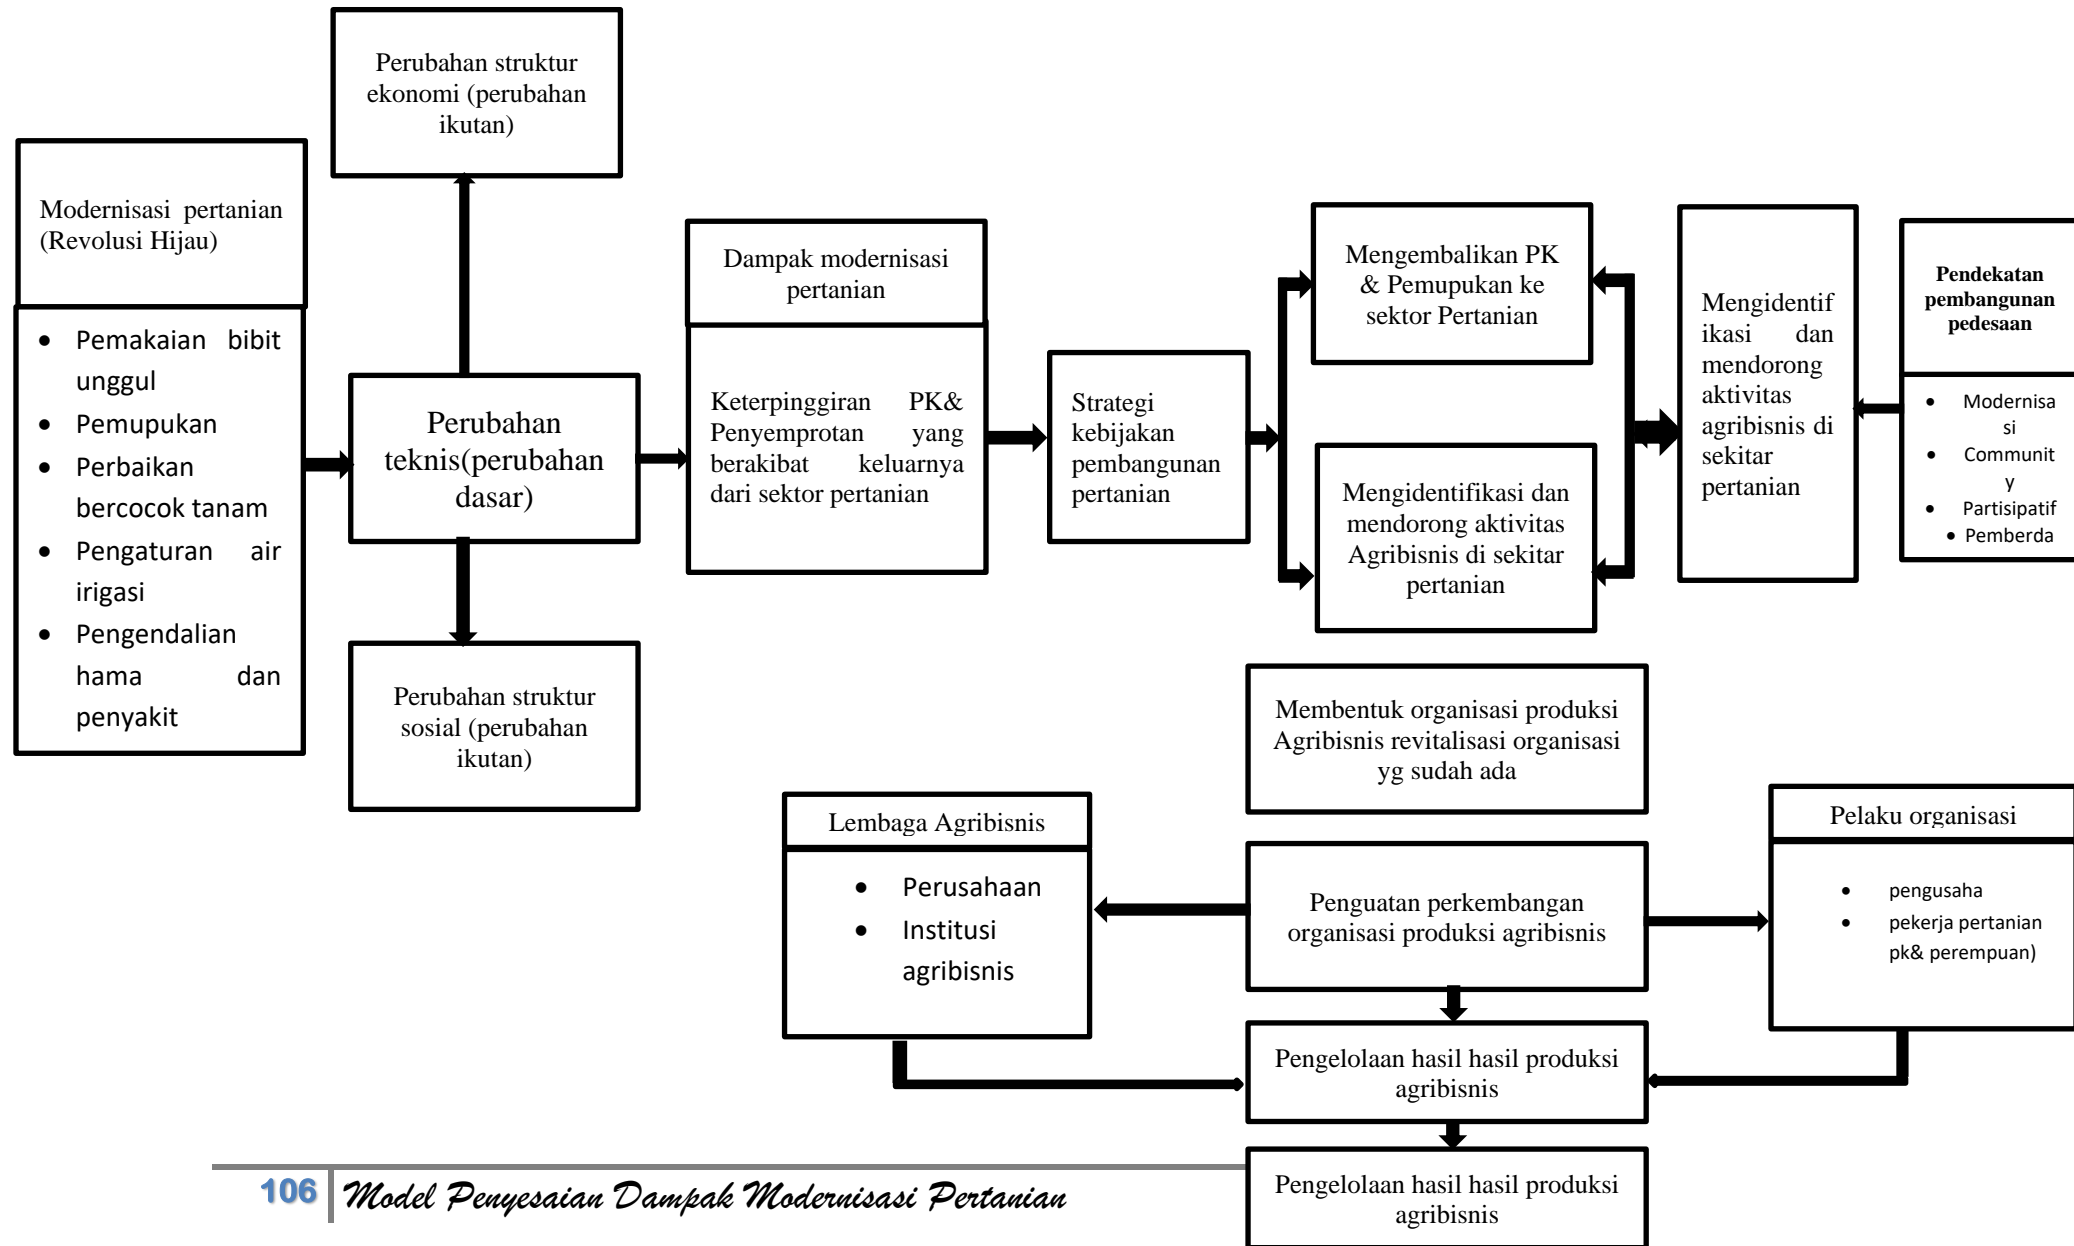 Perubahan struktur
ekonomi (perubahan
ikutan)
Modernisasi pertanian
(Revolusi Hijau)
• Pemakaian bibit
unggul
• Pemupukan
• Perbaikan
bercocok tanam
• Pengaturan air
irigasi
• Pengendalian
hama dan
penyakit
Perubahan
teknis(perubahan
dasar)
Perubahan struktur
sosial (perubahan
ikutan)
Dampak modernisasi
pertanian
Keterpinggiran PK&
Penyemprotan yang
berakibat keluarnya
dari sektor pertanian
Strategi
kebijakan
pembangunan
pertanian
Mengembalikan PK
& Pemupukan ke
sektor Pertanian
Mengidentifikasi dan
mendorong aktivitas
Agribisnis di sekitar
pertanian
Mengidentif
ikasi dan
mendorong
aktivitas
agribisnis di
sekitar
pertanian
Pendekatan
pembangunan
pedesaan
• Modernisa
si
• Communit
y
• Partisipatif
• Pemberda
Membentuk organisasi produksi
Agribisnis revitalisasi organisasi
yg sudah ada
Lembaga Agribisnis
• Perusahaan
• Institusi
agribisnis
Penguatan perkembangan
organisasi produksi agribisnis
Pelaku organisasi
• pengusaha
• pekerja pertanian
pk& perempuan)
Pengelolaan hasil hasil produksi
agribisnis
Pengelolaan hasil hasil produksi
agribisnis
106 Model Penyesaian Dampak Modernisasi Pertanian